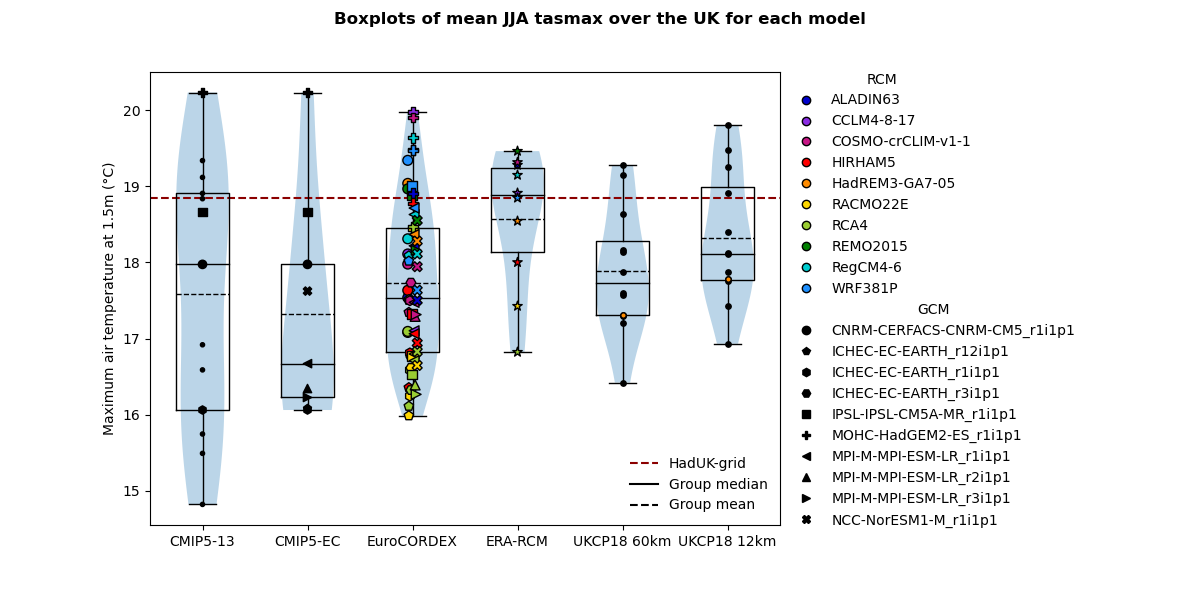 Boxplots of mean JJA tasmax over the UK for each model
Maximum air temperature at 1.5m (°C)
20
19
18
17
16
15
CMIP5-13
CMIP5-EC
EuroCORDEX
ERA-RCM
UKCP18 60km
UKCP18 12km
HadUK-grid
Group median
Group mean
RCM
ALADIN63
CCLM4-8-17
COSMO-crCLIM-v1-1
HIRHAM5
HadREM3-GA7-05
RACMO22E
RCA4
REMO2015
RegCM4-6
WRF381P
GCM
CNRM-CERFACS-CNRM-CM5_r1i1p1
ICHEC-EC-EARTH_r12i1p1
ICHEC-EC-EARTH_r1i1p1
ICHEC-EC-EARTH_r3i1p1
IPSL-IPSL-CM5A-MR_r1i1p1
MOHC-HadGEM2-ES_r1i1p1
MPI-M-MPI-ESM-LR_r1i1p1
MPI-M-MPI-ESM-LR_r2i1p1
MPI-M-MPI-ESM-LR_r3i1p1
NCC-NorESM1-M_r1i1p1